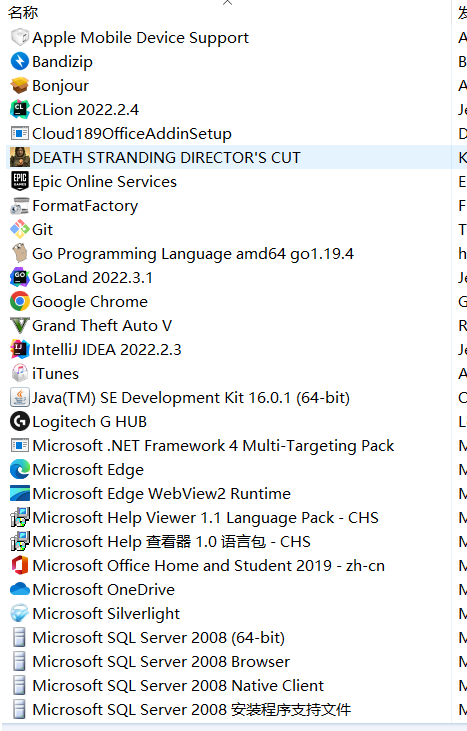 名称
Apple Mobile Device Support
Bandizip
Bonjour
CLion 2022.2.4
Cloud189OfficeAddinSetup
DEATH STRANDING DIRECTOR'S CUT
Epic Online Services
FormatFactory
Git
Go Programming Language amd64 go1.19.4
GoLand 2022.3.1
Google Chrome
Grand Theft Auto V
IntelliJ IDEA 2022.2.3
iTunes
Java(TM) SE Development Kit 16.0.1 (64-bit)
Logitech G HUB
Microsoft .NET Framework 4 Multi-Targeting Pack
Microsoft Edge
Microsoft Edge WebView2 Runtime
Microsoft Help Viewer 1.1 Language Pack - CHS
Microsoft Help 查看器 1.0 语言包 - CHS
Microsoft Office Home and Student 2019 - zh-cn
Microsoft OneDrive
Microsoft Silverlight
Microsoft SQL Server 2008 (64-bit)
Microsoft SQL Server 2008 Browser
Microsoft SQL Server 2008 Native Client
Microsoft SQL Server 2008 安装程序支持文件